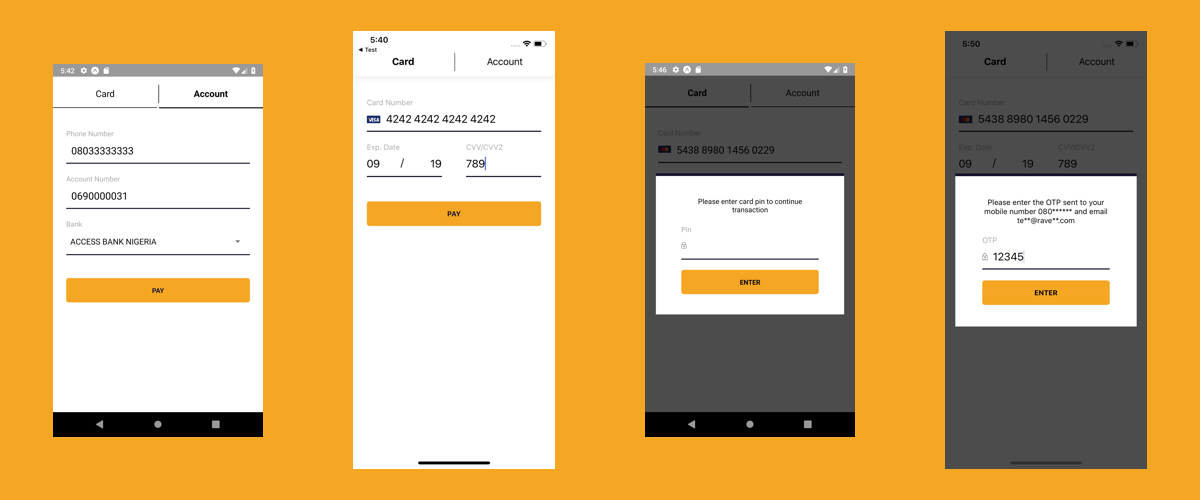 5:42
Card Account
Phone Number
08033333333
Account Number
0690000031
Bank
ACCESS BANK NIGERIA
PAY
5:40
Test
Card Account
Card Number
VISA 4242 4242 4242 4242
Exp. Date CVV/CVV2
09 / 19 789
PAY
5:46
Card Account
Card Number
5438 8980 1456 0229
Please enter card pin to continue
transaction
Pin
ENTER
5:50
Card Account
Card Number
5438 8980 1456 0229
Exp. Date CVV/CVV2
09 / 19 789
Please enter the OTP sent to your
mobile number 080****** and email
te**@rave**.com
OTP
12345
ENTER